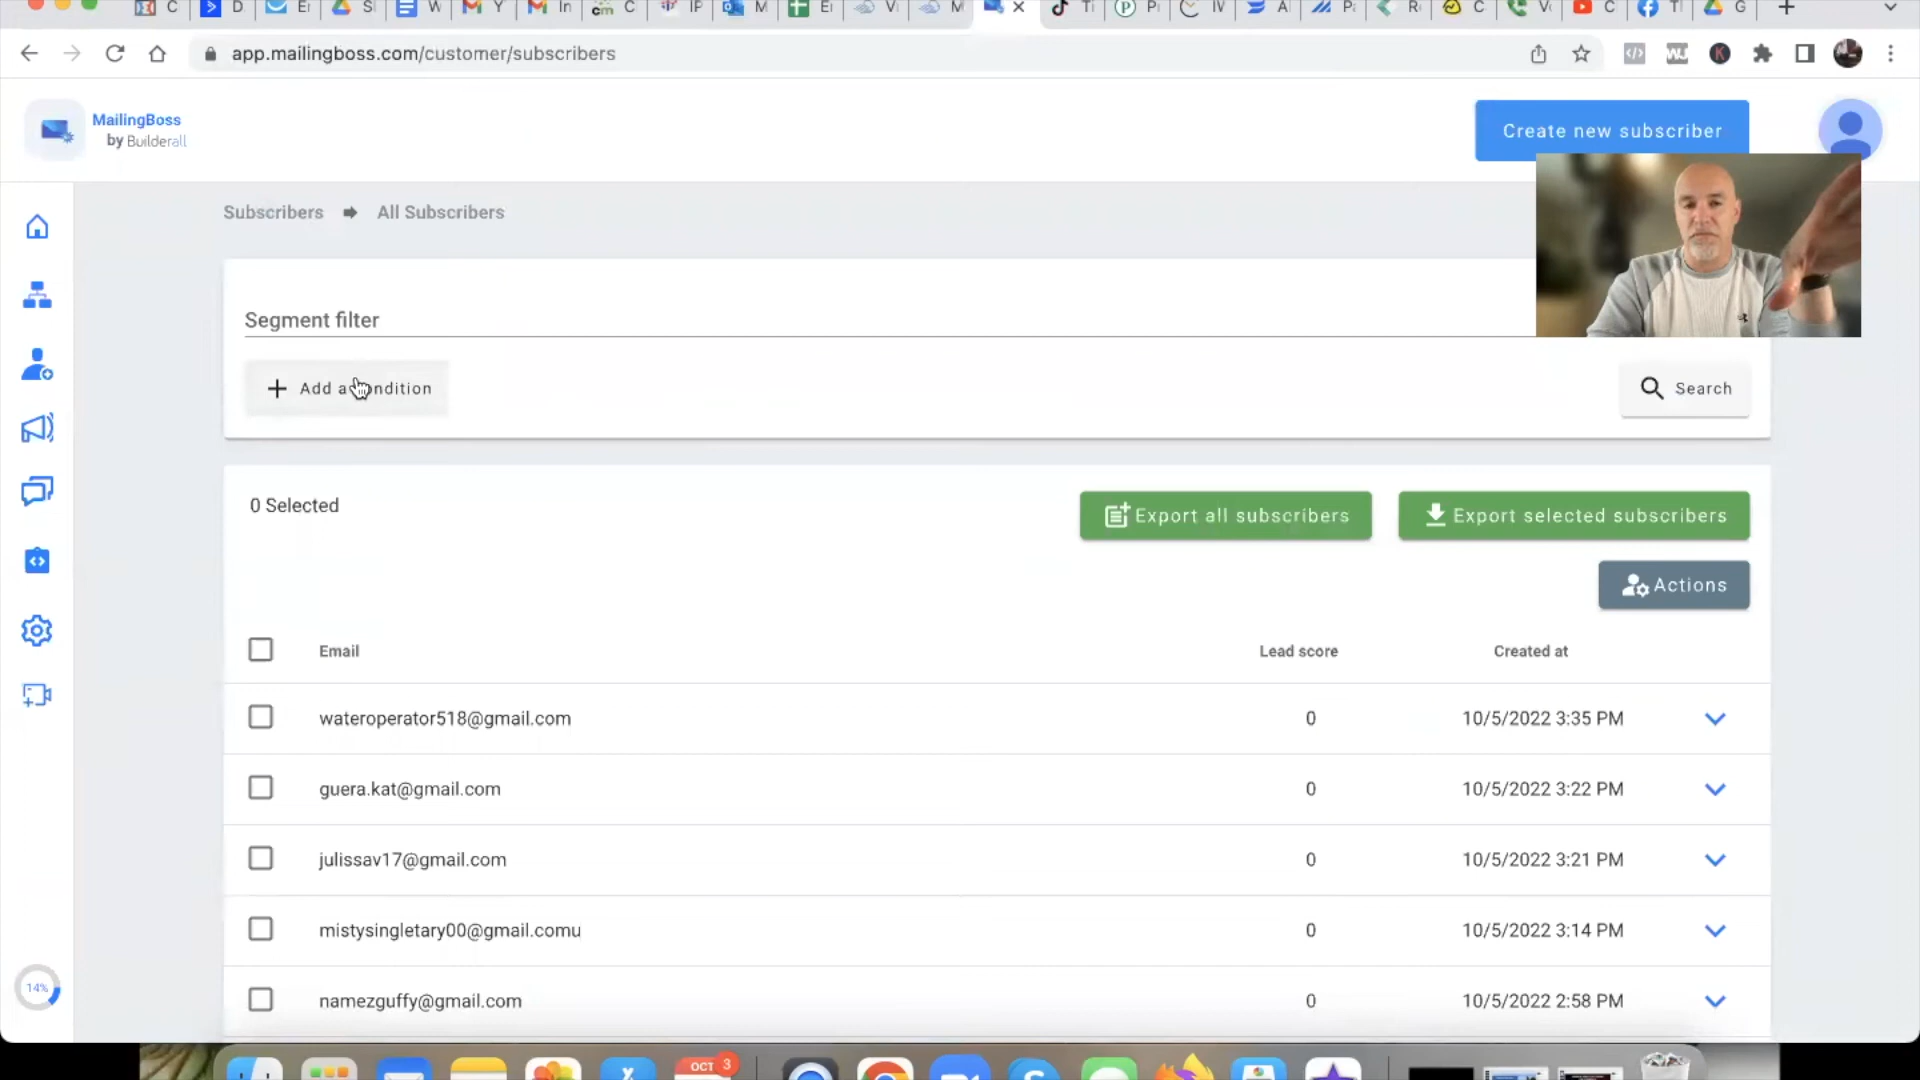 app.mailingboss.com/customer/subscribers
MailingBoss
by Builderall
Create new subscriber
Subscribers All Subscribers
Segment filter
Add a condition
Search
0 Selected
Export all subscribers
Export selected subscribers
Actions
Email Lead score Created at
wateroperator518@gmail.com 0 10/5/2022 3:35 PM
guera.kat@gmail.com 0 10/5/2022 3:22 PM
julissav17@gmail.com 0 10/5/2022 3:21 PM
mistysingletary00@gmail.comu 0 10/5/2022 3:14 PM
namezguffy@gmail.com 0 10/5/2022 2:58 PM
14%
OCT 3